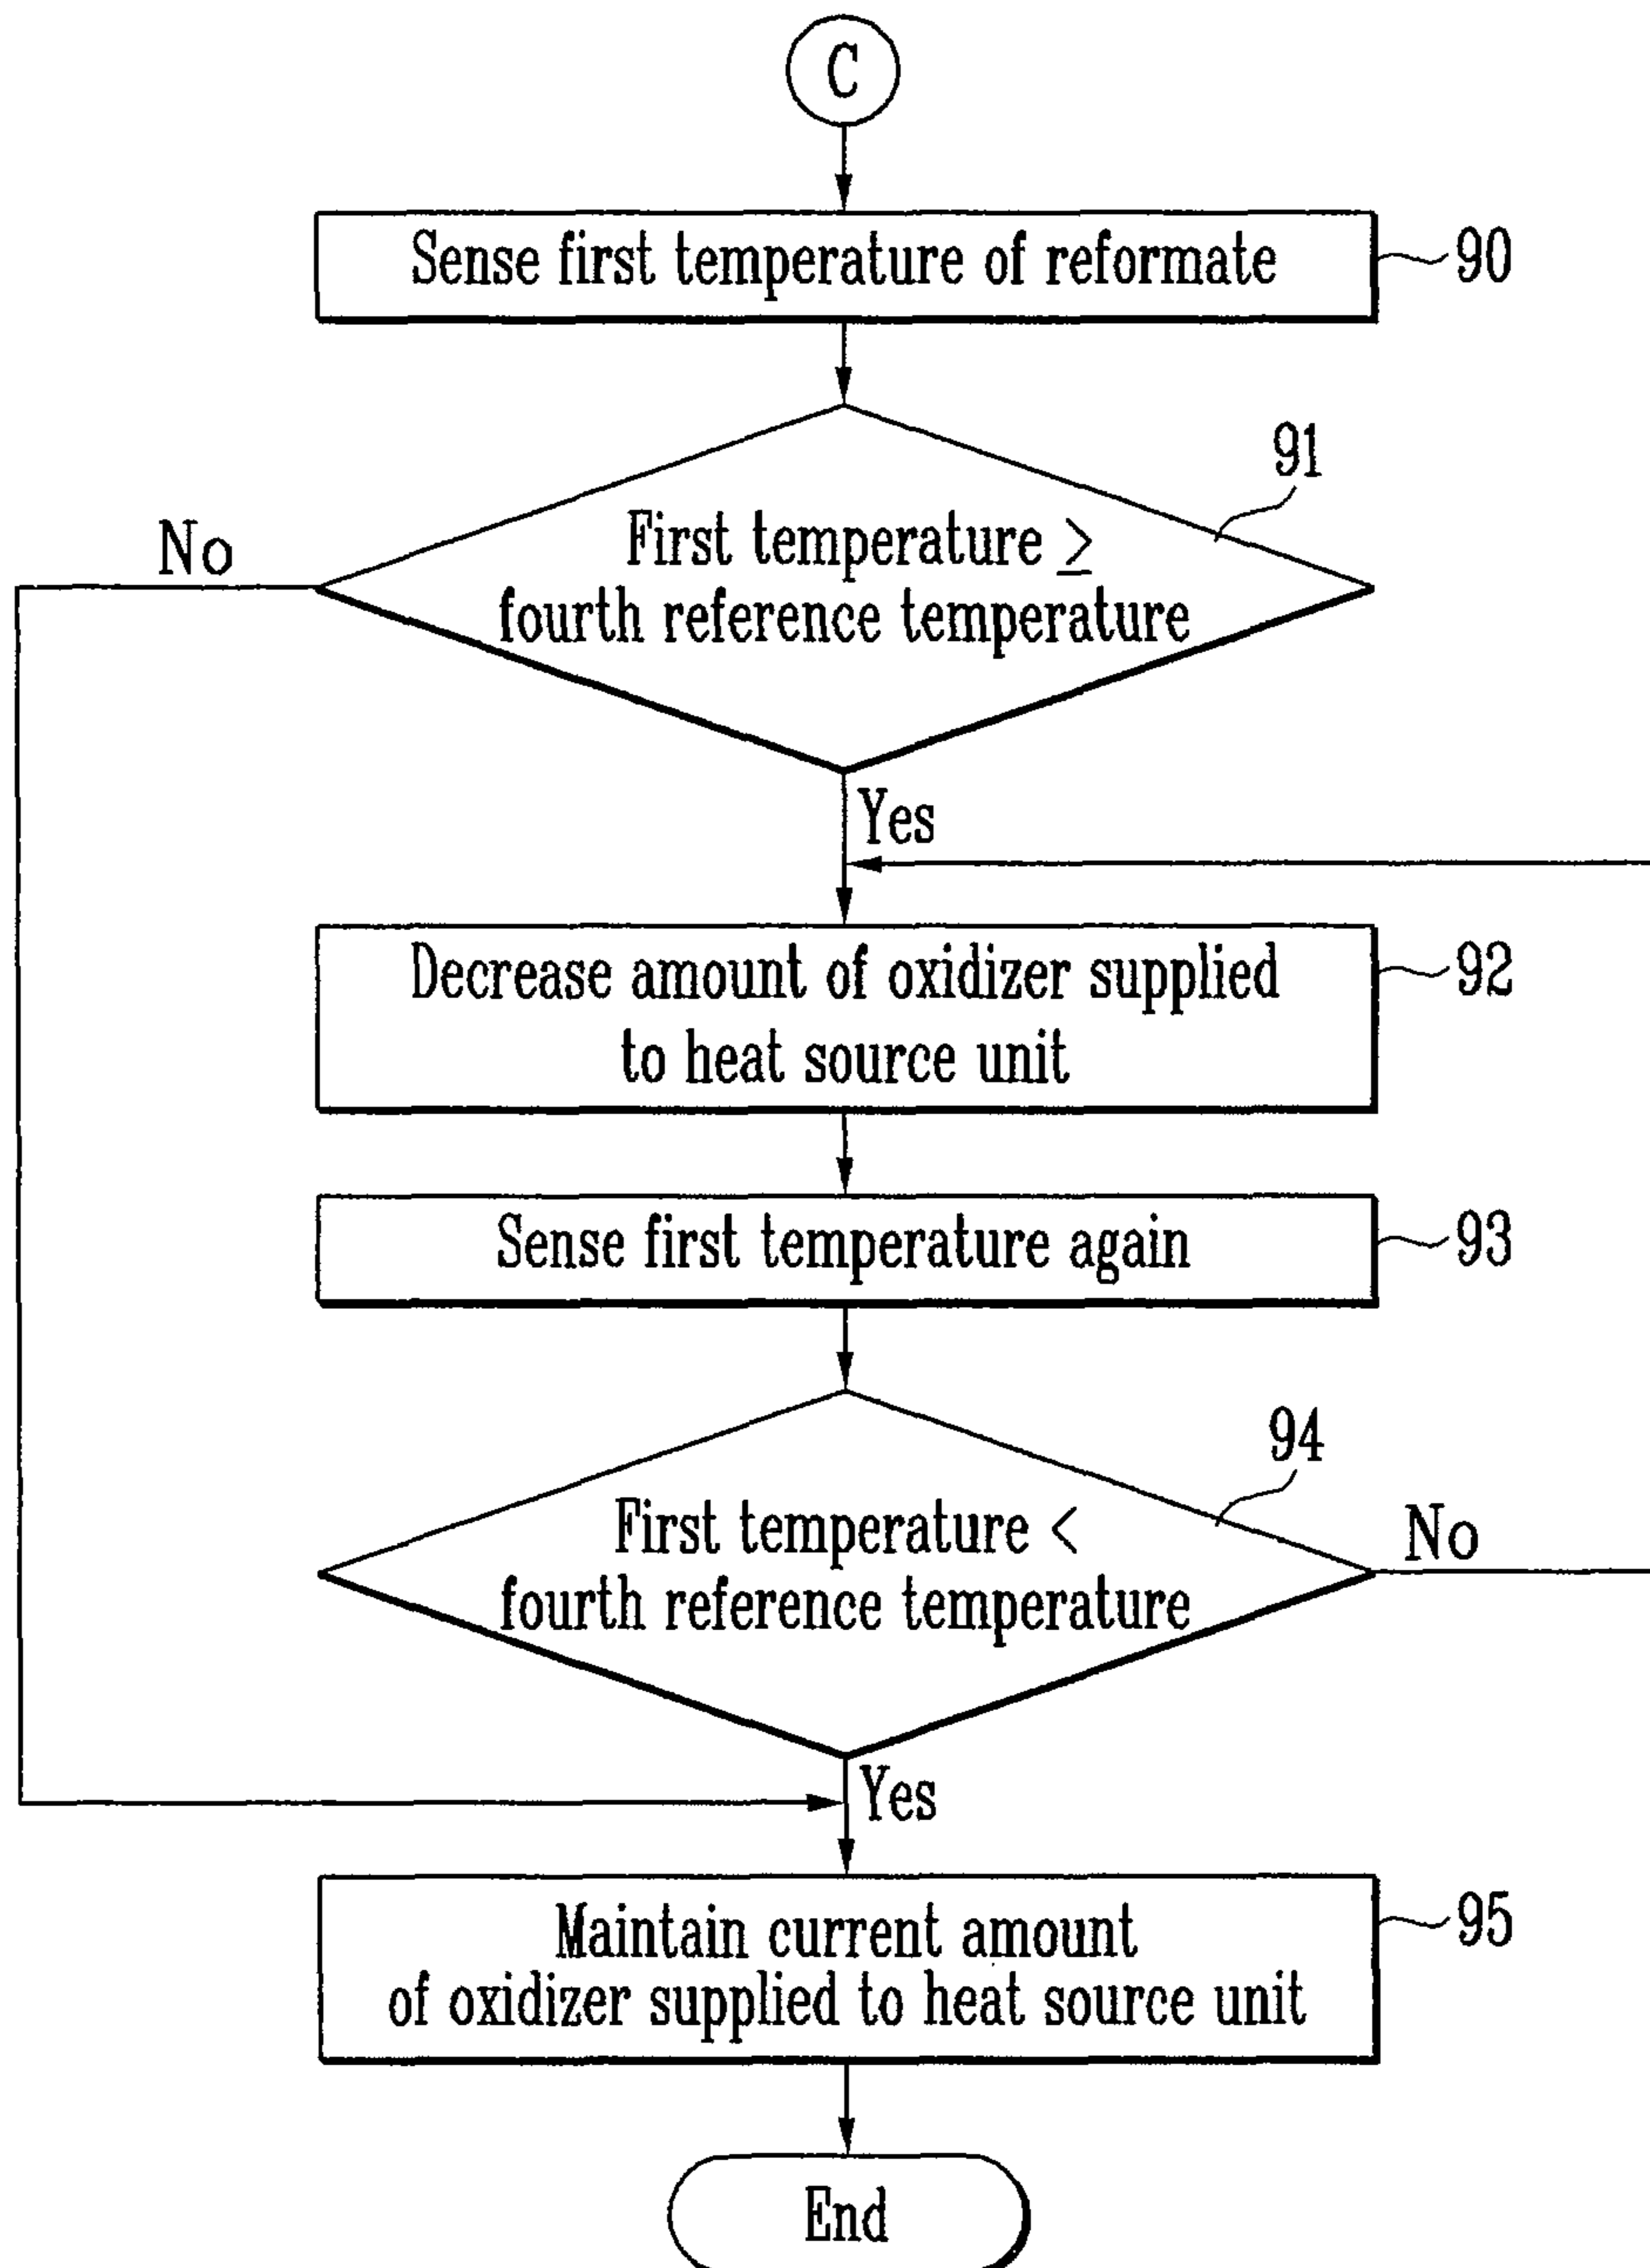 C
Sense first temperature of reformate
90
91
No
First temperature ≥
fourth reference temperature
Yes
Decrease amount of oxidizer supplied
to heat source unit
92
Sense first temperature again
93
94
First temperature <
fourth reference temperature
No
Yes
Maintain current amount
of oxidizer supplied to heat source unit
95
End